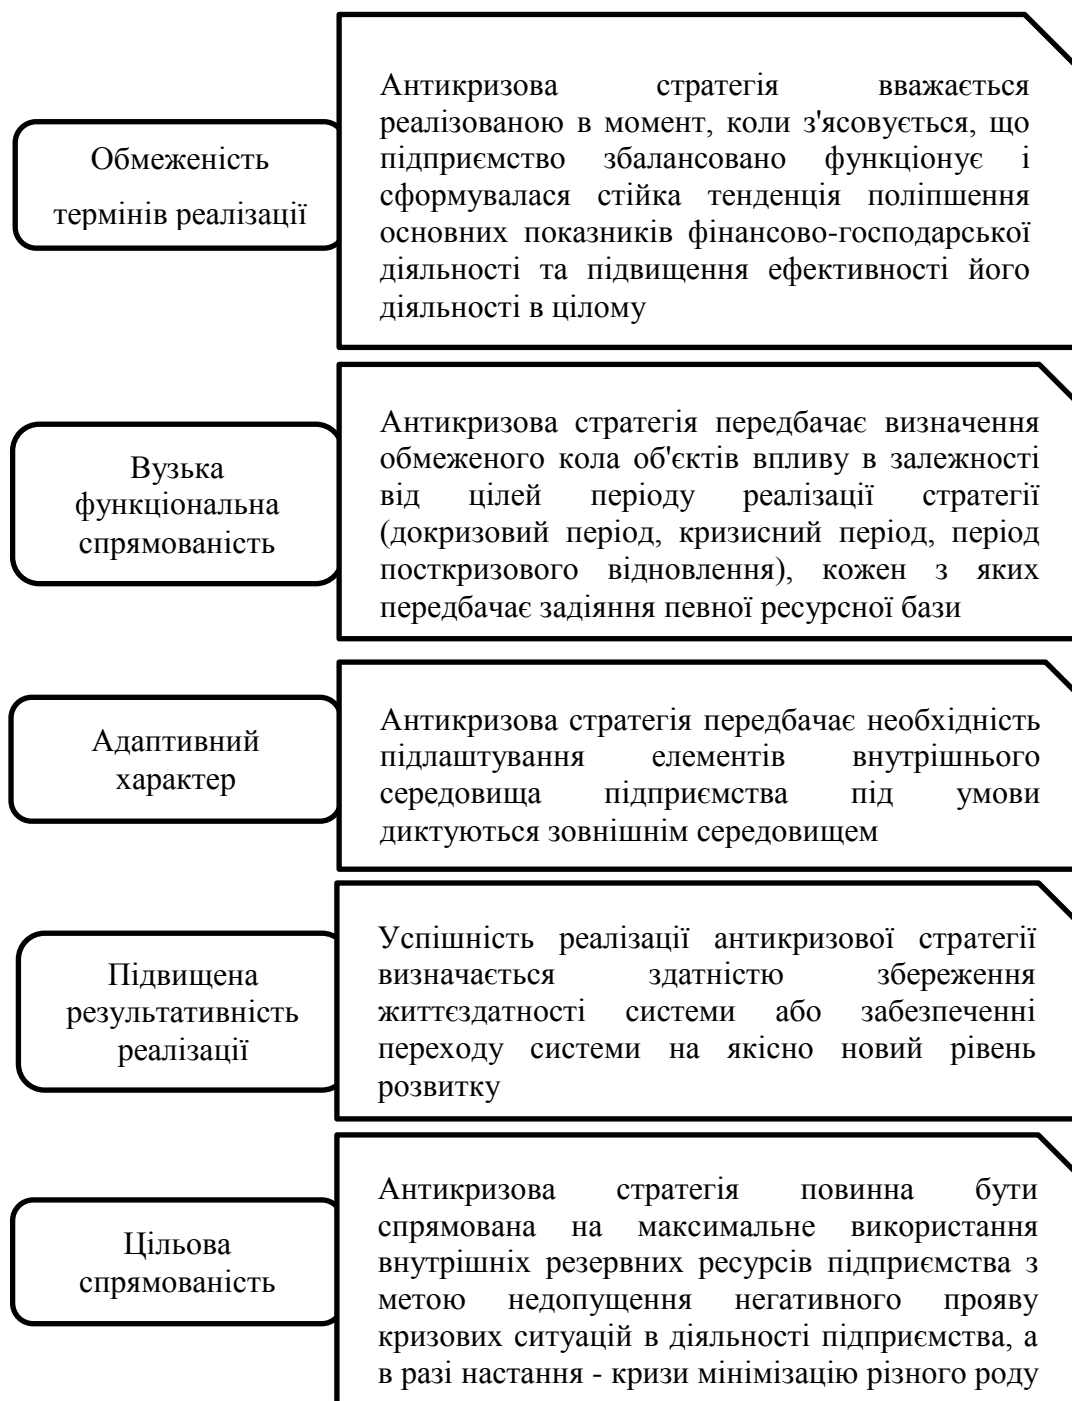 Обмеженість
термінів реалізації
Антикризова стратегія вважається
реалізованою в момент, коли з'ясовується, що
підприємство збалансовано функціонує і
сформувалася стійка тенденція поліпшення
основних показників фінансово-господарської
діяльності та підвищення ефективності його
діяльності в цілому
Вузька
функціональна
спрямованість
Антикризова стратегія передбачає визначення
обмеженого кола об'єктів впливу в залежності
від цілей періоду реалізації стратегії
(докризовий період, кризисний період, період
посткризового відновлення), кожен з яких
передбачає задіяння певної ресурсної бази
Адаптивний
характер
Антикризова стратегія передбачає необхідність
підлаштування елементів внутрішнього
середовища підприємства під умови
диктуються зовнішнім середовищем
Підвищена
результативність
реалізації
Успішність реалізації антикризової стратегії
визначається здатністю збереження
життєздатності системи або забезпеченні
переходу системи на якісно новий рівень
розвитку
Цільова
спрямованість
Антикризова стратегія повинна бути
спрямована на максимальне використання
внутрішніх резервних ресурсів підприємства з
метою недопущення негативного прояву
кризових ситуацій в діяльності підприємства, а
в разі настання - кризи мінімізацію різного роду